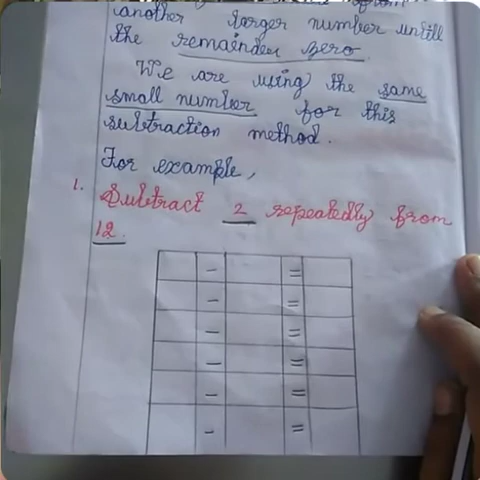 another larger number untill
the remainder zero.
We are using the same
small number for this
subtraction method.
For example,
1. Subtract 2 repeatedly from
12.
- =
- =
- =
- =
- =
- =